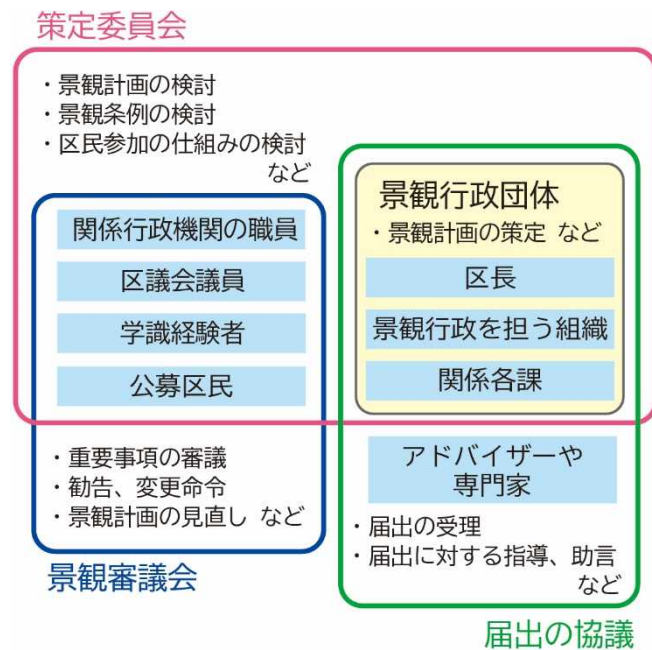 策定委員会
・景観計画の検討
・景観条例の検討
・区民参加の仕組みの検討
など
関係行政機関の職員
区議会議員
学識経験者
公募区民
・重要事項の審議
・勧告、変更命令
・景観計画の見直し など
景観審議会
景観行政団体
・景観計画の策定 など
区長
景観行政を担う組織
関係各課
アドバイザーや
専門家
・届出の受理
・届出に対する指導、助言
など
届出の協議